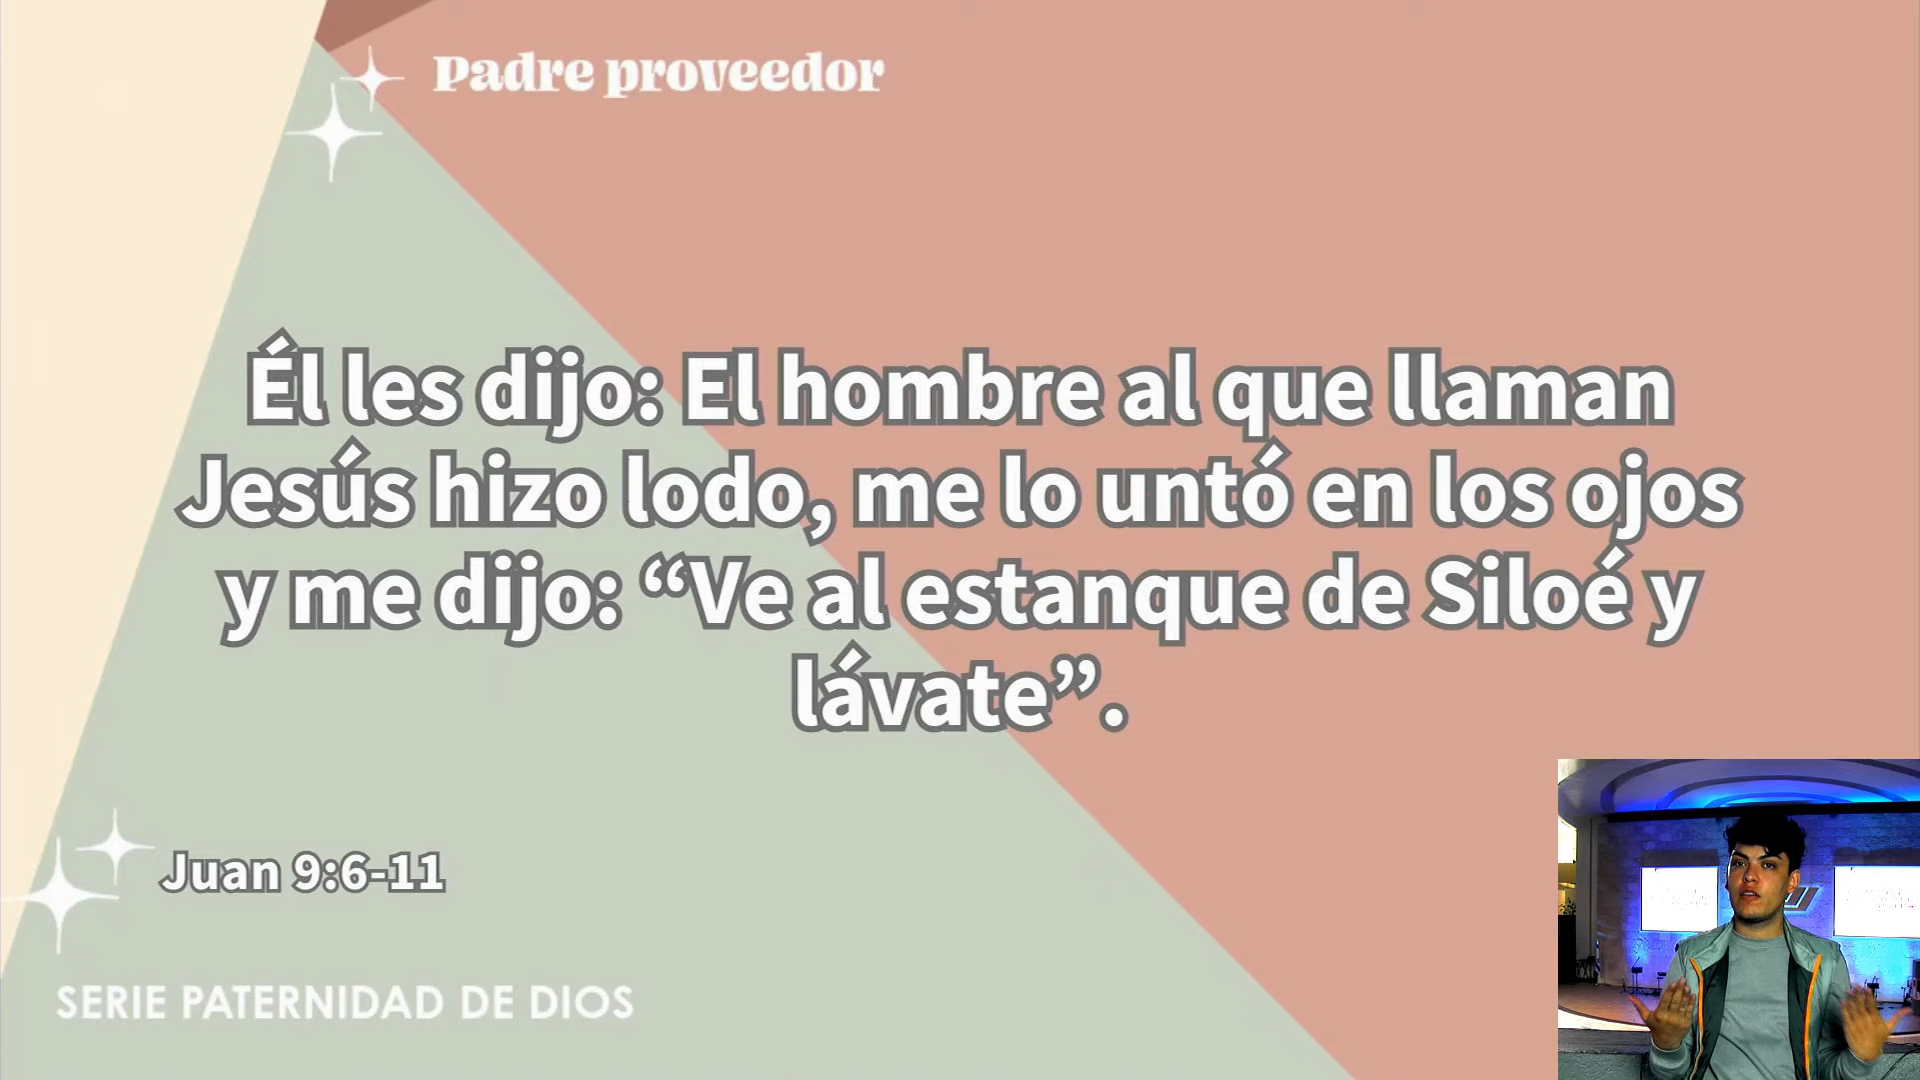 Padre proveedor
Él les dijo: El hombre al que llaman
Jesús hizo lodo, me lo untó en los ojos
y me dijo: “Ve al estanque de Siloé y
lávate”.
Juan 9:6-11
SERIE PATERNIDAD DE DIOS